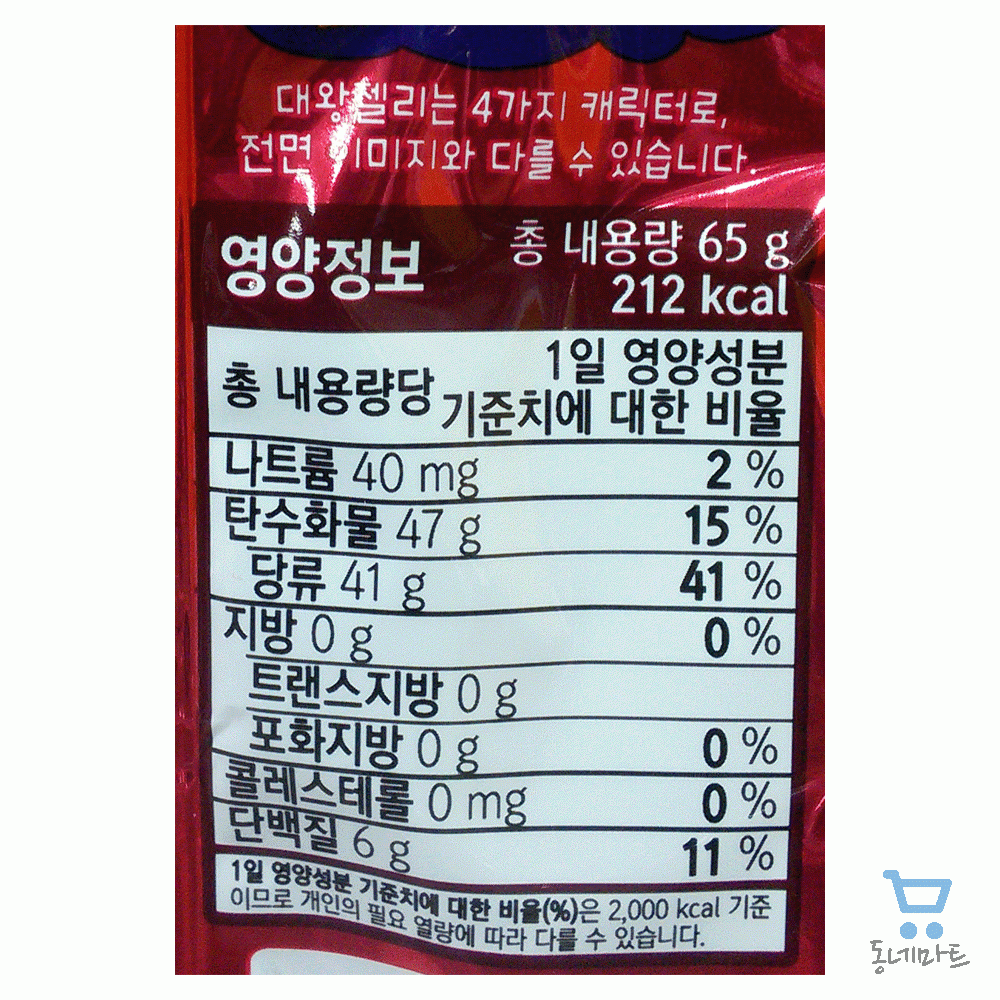 대왕젤리는 4가지 캐릭터로,
전면 이미지와 다를 수 있습니다.
영양정보
총 내용량 65 g
212 kcal
총 내용량당
1일 영양성분
기준치에 대한 비율
나트륨 40 mg 2 %
탄수화물 47 g 15 %
당류 41 g 41 %
지방 0 g 0 %
트랜스지방 0 g
포화지방 0 g 0 %
콜레스테롤 0 mg 0 %
단백질 6 g 11 %
1일 영양성분 기준치에 대한 비율(%)은 2,000 kcal 기준
이므로 개인의 필요 열량에 따라 다를 수 있습니다.
동네마트